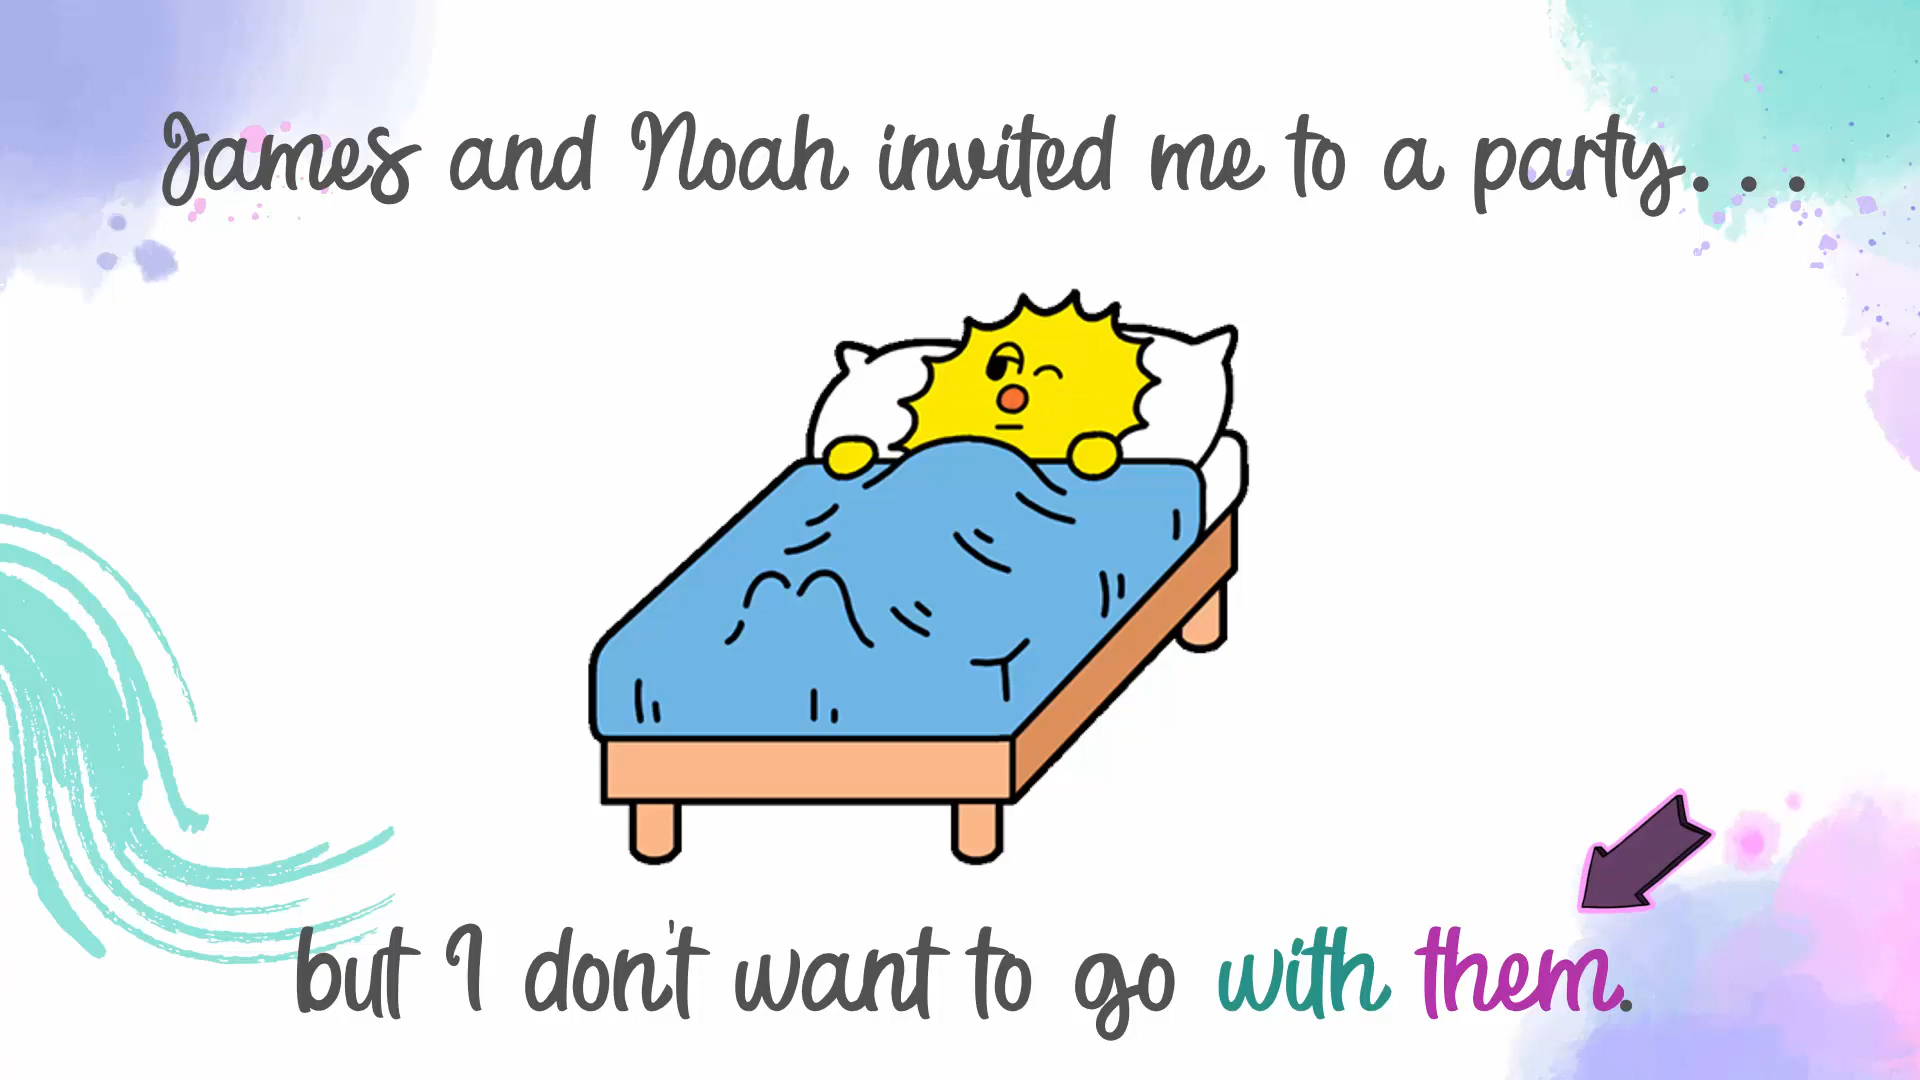 James and Noah invited me to a party...
but I don't want to go with them.